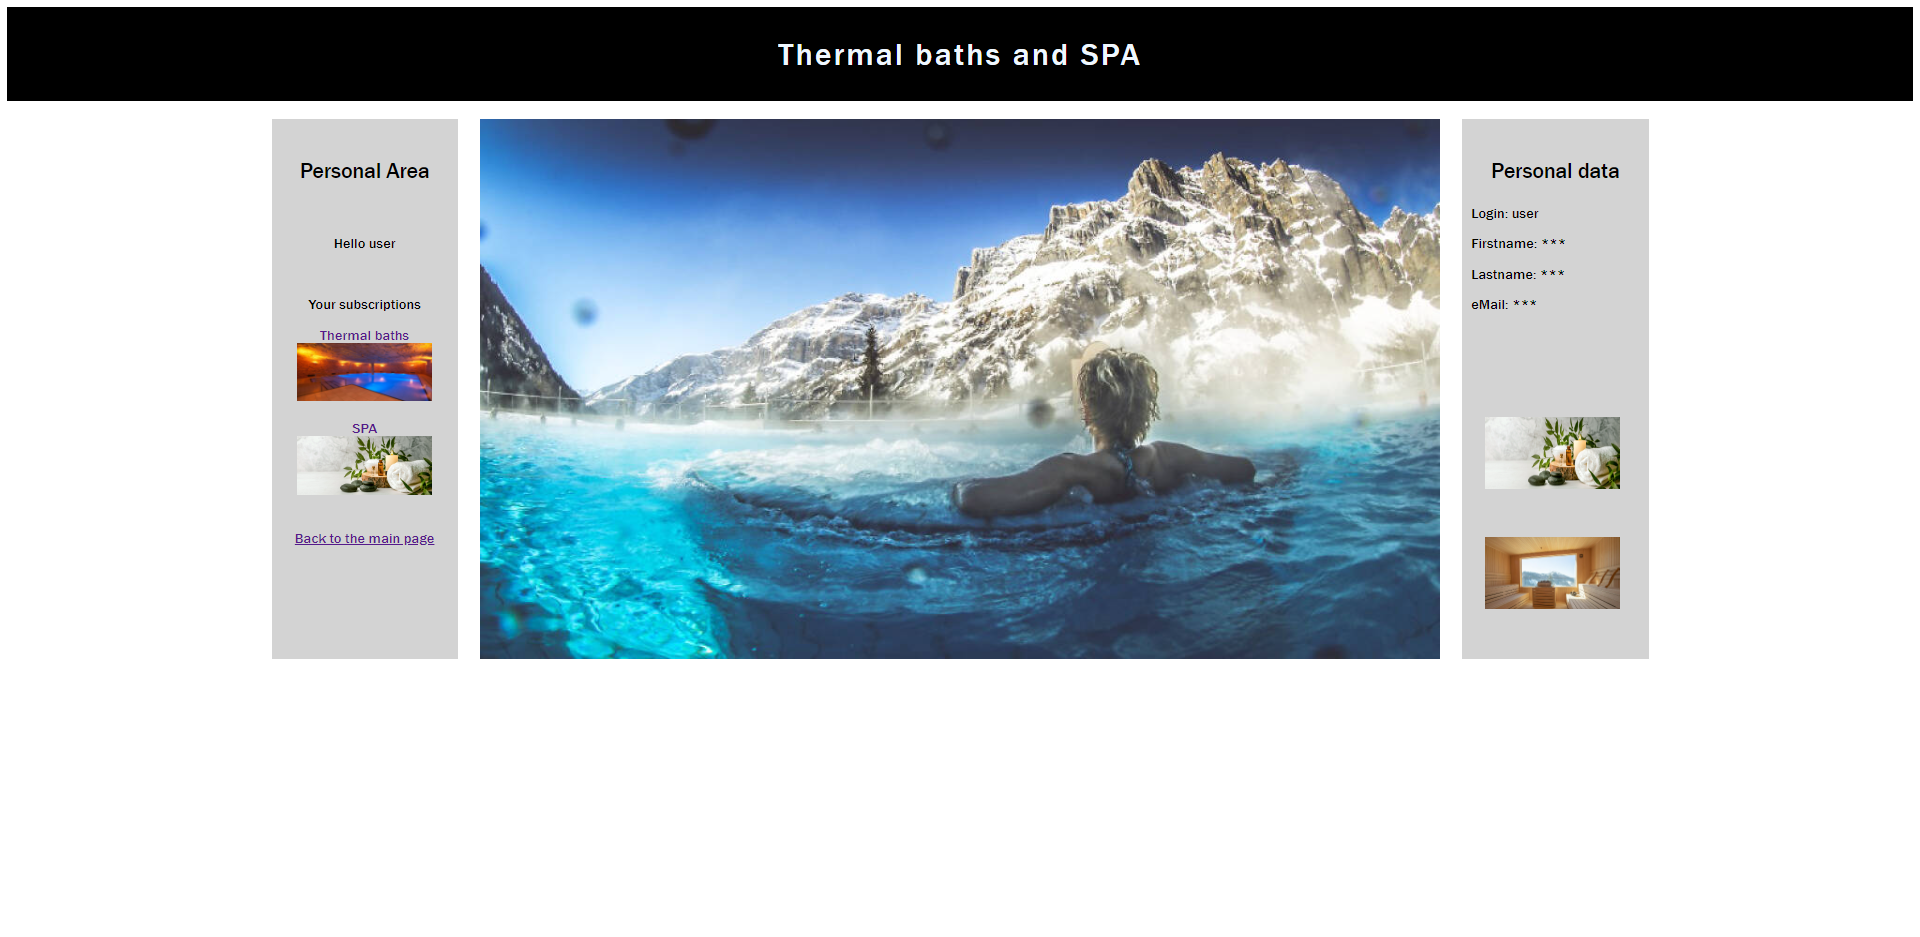 Thermal baths and SPA
Personal Area
Hello user
Your subscriptions
Thermal baths
SPA
Back to the main page
Personal data
Login: user
Firstname: ***
Lastname: ***
eMail: ***